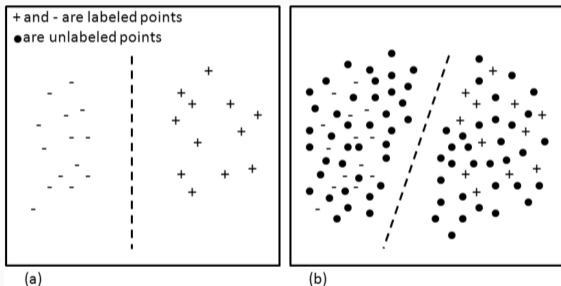 + and - are labeled points
●are unlabeled points
(a)
(b)